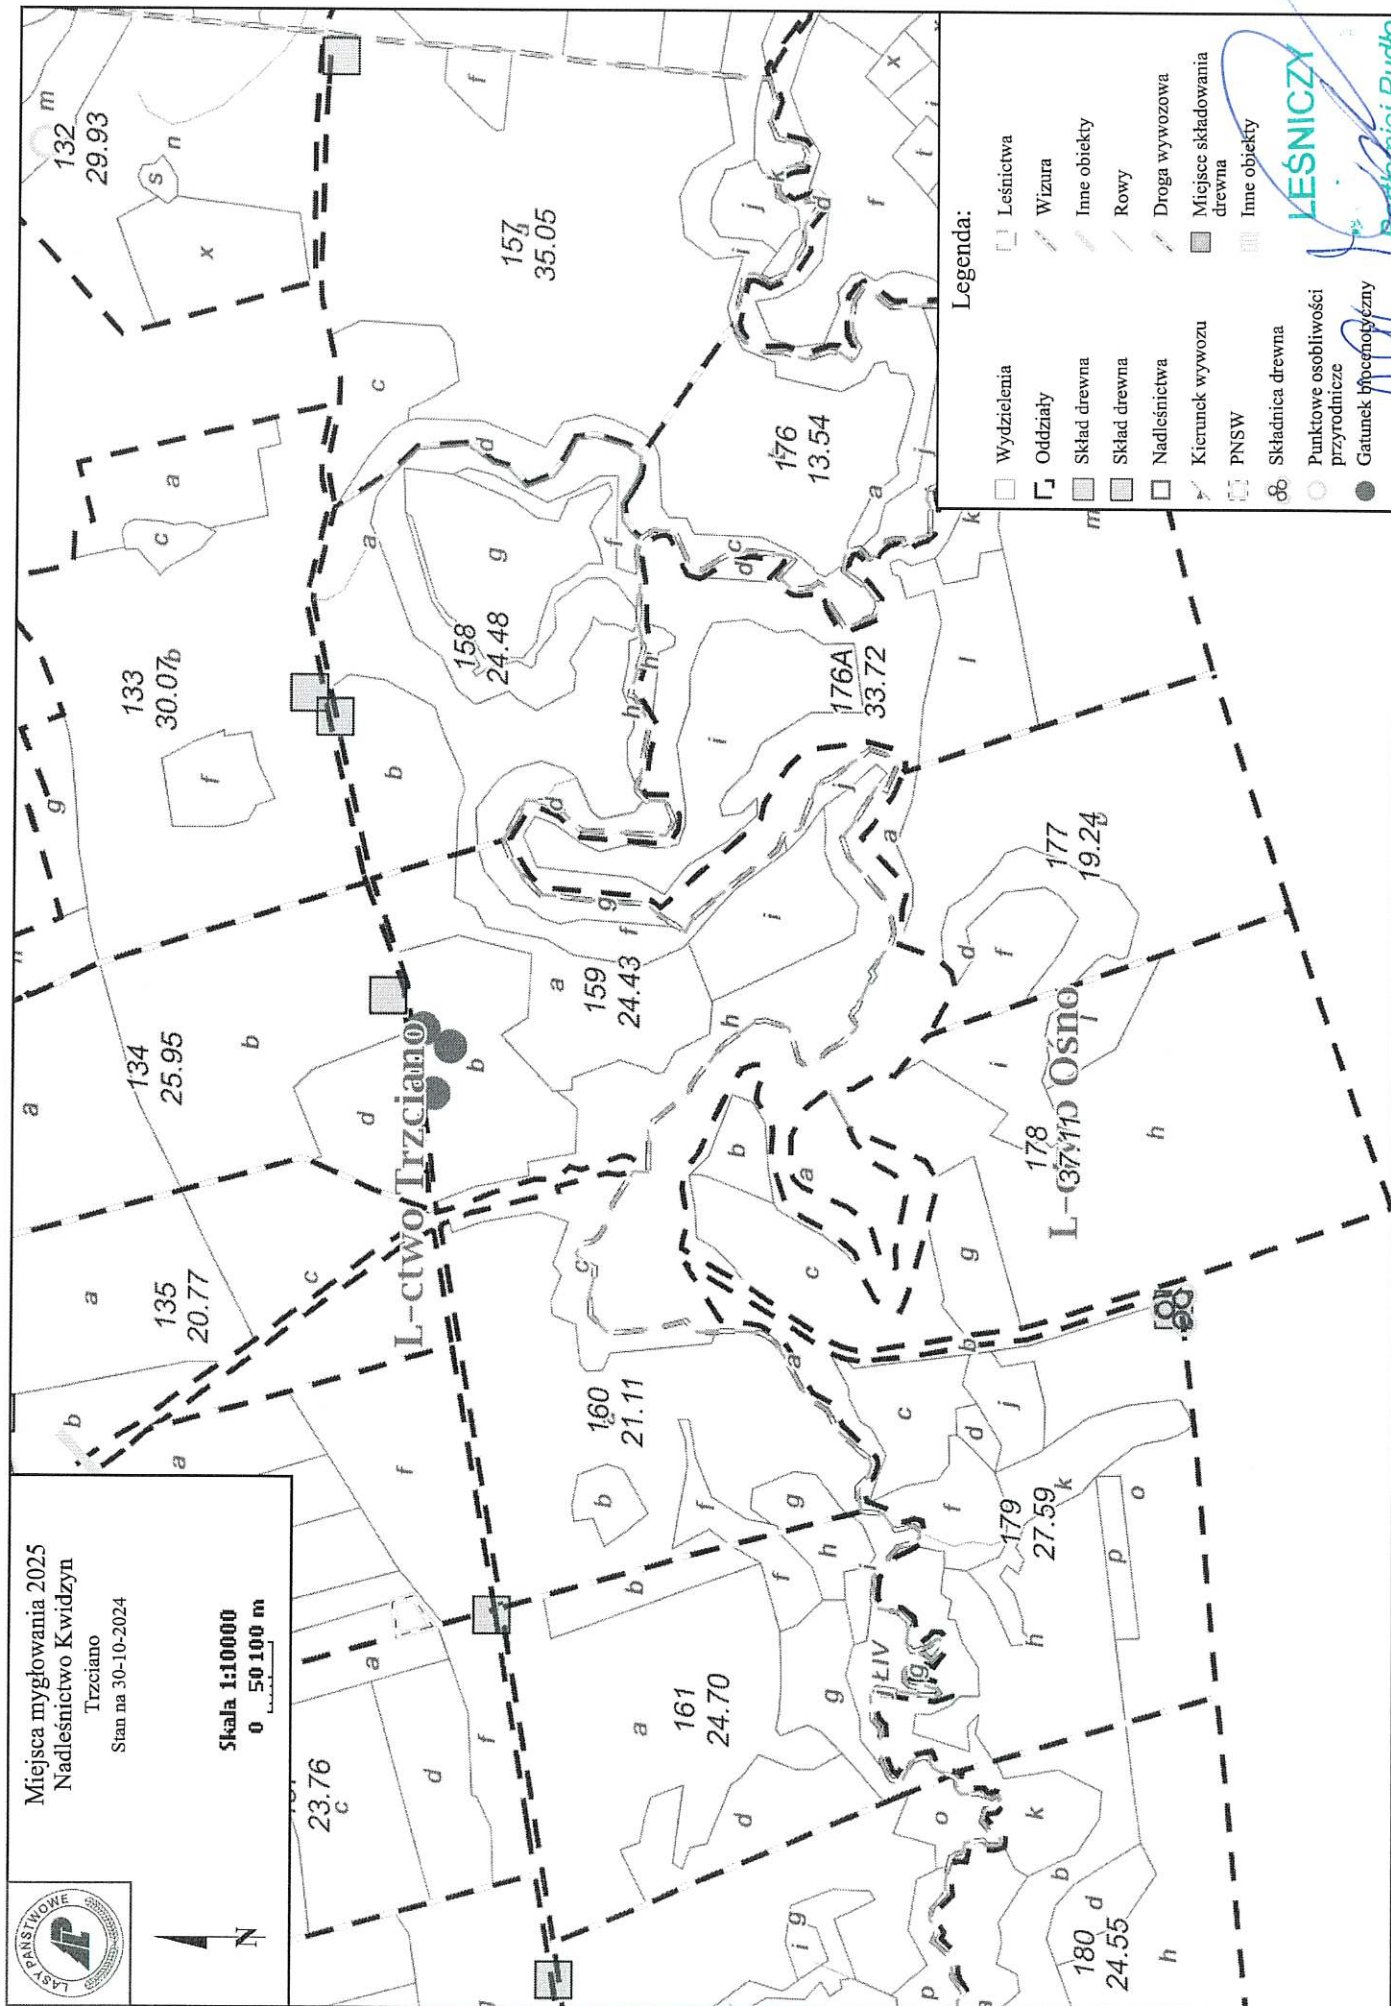 Miejsca mygłowania 2025
Nadleśnictwo Kwidzyn
Trzciano
Stan na 30-10-2024
Skala 1:10000
0 50 100 m
LASY PAŃSTWOWE
N
23.76
c
a
d
f
f
a
b
a
135
20.77
c
a
134
25.95
b
d
b
133
30.07
b
f
g
c
a
132
29.93
m
s
n
x
L-ctwo Trzciano
161
24.70
a
b
d
g
f
h
i
j
ŁIV
g
160
21.11
b
f
g
c
a
159
24.43
a
b
h
f
g
i
j
158
24.48
a
b
g
f
d
h
h
i
157
35.05
c
f
j
i
k
d
f
x
t
i
176
13.54
a
c
d
j
k
m
l
176A
33.72
177
19.24
b
a
d
f
178
37.11
L-ctwo Ośno
a
b
c
g
h
i
j
179
27.59
c
d
j
f
k
h
o
p
b
180
24.55
d
h
b
k
o
p
g
i
Legenda:
Wydzielenia
Oddziały
Skład drewna
Skład drewna
Nadleśnictwa
Kierunek wywozu
PNSW
Składnica drewna
Punktowe osobliwości
przyrodnicze
Gatunek biocenotyczny
Leśnictwa
Wizura
Inne obiekty
Rowy
Droga wywozowa
Miejsce składowania
drewna
Inne obiekty
LEŚNICZY